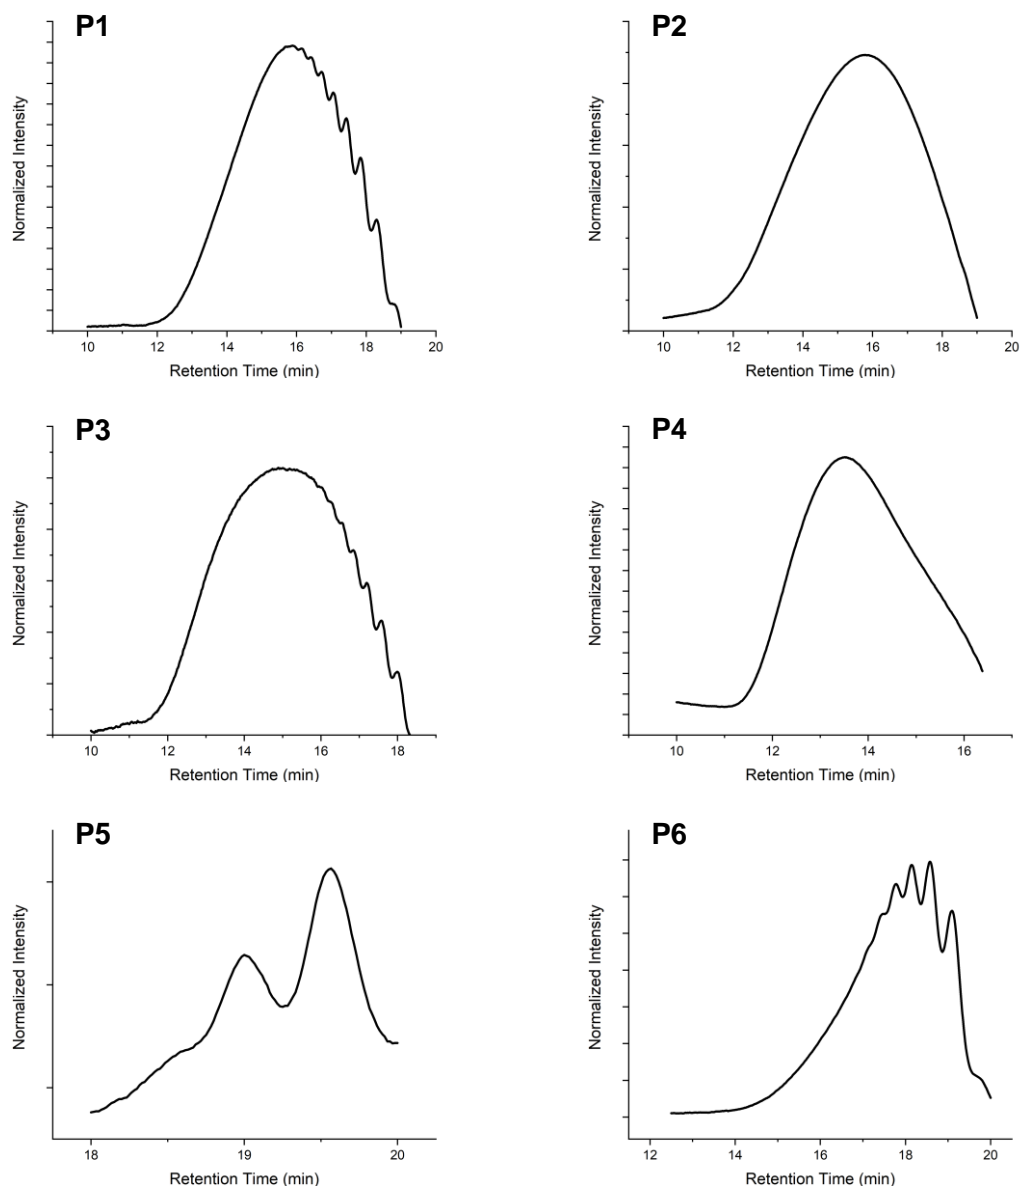 P1
Normalized Intensity
10 12 14 16 18 20
Retention Time (min)
P2
Normalized Intensity
10 12 14 16 18 20
Retention Time (min)
P3
Normalized Intensity
10 12 14 16 18
Retention Time (min)
P4
Normalized Intensity
10 12 14 16
Retention Time (min)
P5
Normalized Intensity
18 19 20
Retention Time (min)
P6
Normalized Intensity
12 14 16 18 20
Retention Time (min)